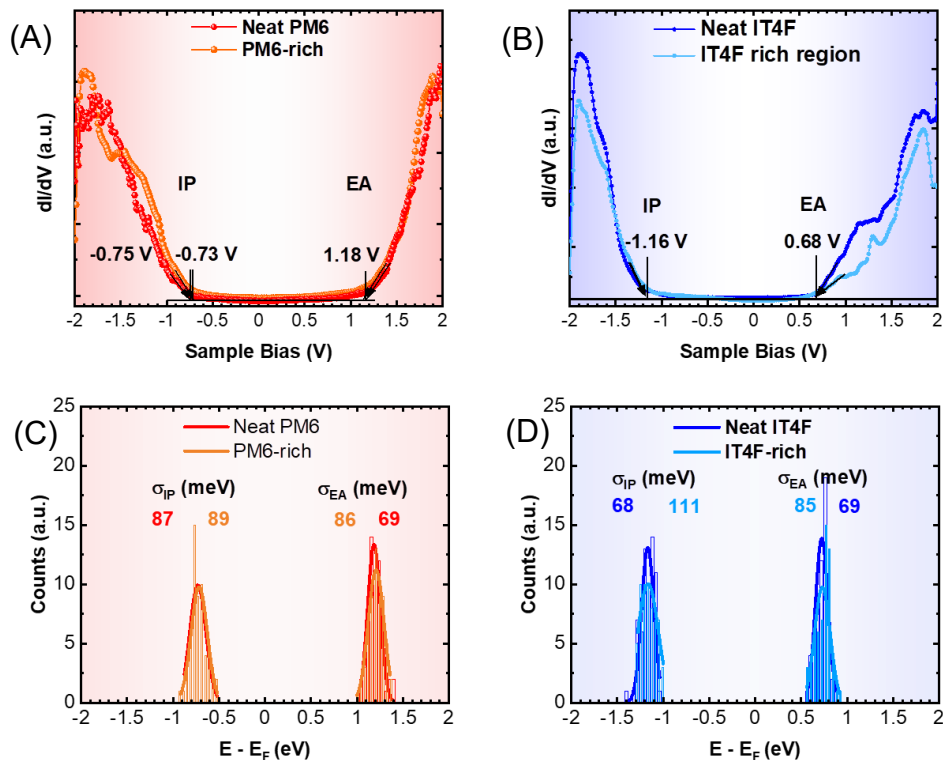 (A)
Neat PM6
PM6-rich
IP
EA
-0.75 V
-0.73 V
1.18 V
dI/dV (a.u.)
-2 -1.5 -1 -0.5 0 0.5 1 1.5 2
Sample Bias (V)
(B)
Neat IT4F
IT4F rich region
IP
EA
-1.16 V
0.68 V
dI/dV (a.u.)
-2 -1.5 -1 -0.5 0 0.5 1 1.5 2
Sample Bias (V)
(C)
Neat PM6
PM6-rich
σIP (meV)
σEA (meV)
87 89
86 69
Counts (a.u.)
25
20
15
10
5
0
-2 -1.5 -1 -0.5 0 0.5 1 1.5 2
E - EF (eV)
(D)
Neat IT4F
IT4F-rich
σIP (meV)
σEA (meV)
68 111
85 69
Counts (a.u.)
25
20
15
10
5
0
-2 -1.5 -1 -0.5 0 0.5 1 1.5 2
E - EF (eV)